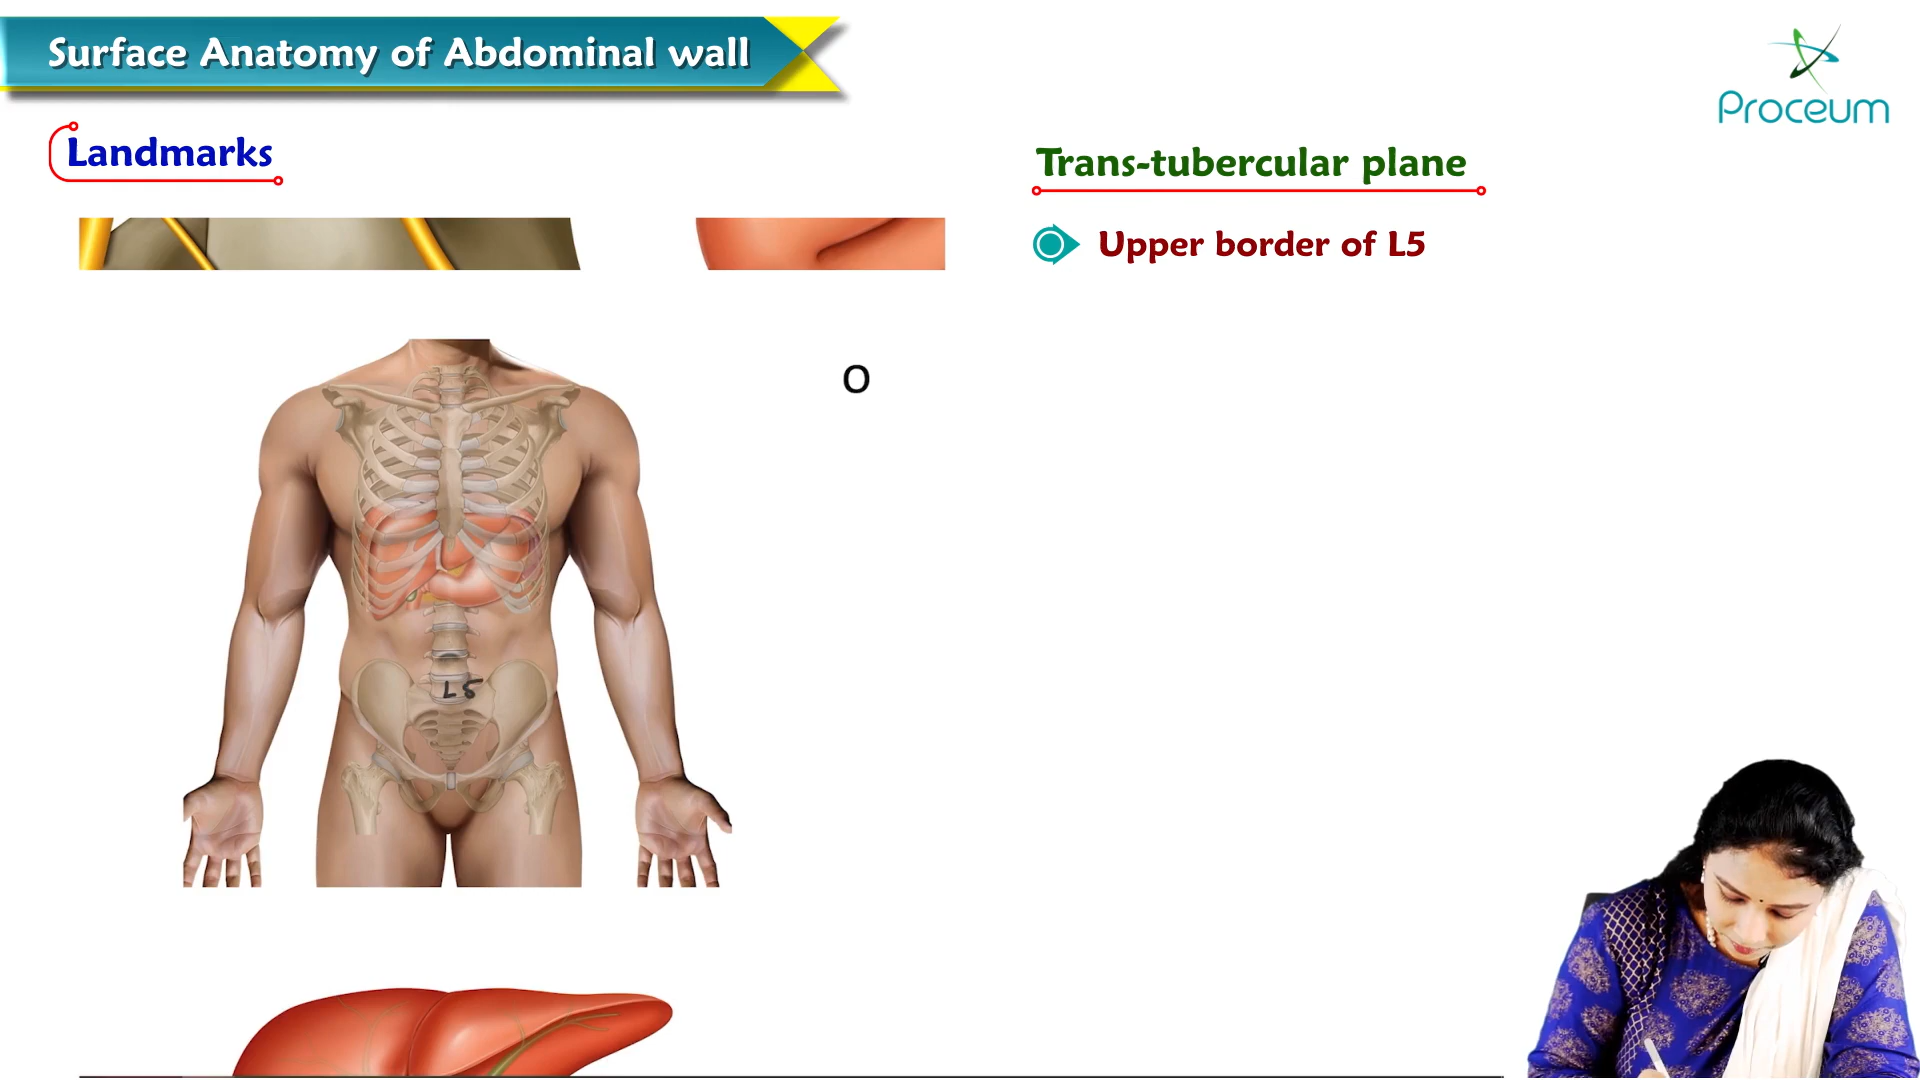 Surface Anatomy of Abdominal wall
Proceum
Landmarks
Trans-tubercular plane
Upper border of L5
O
L5